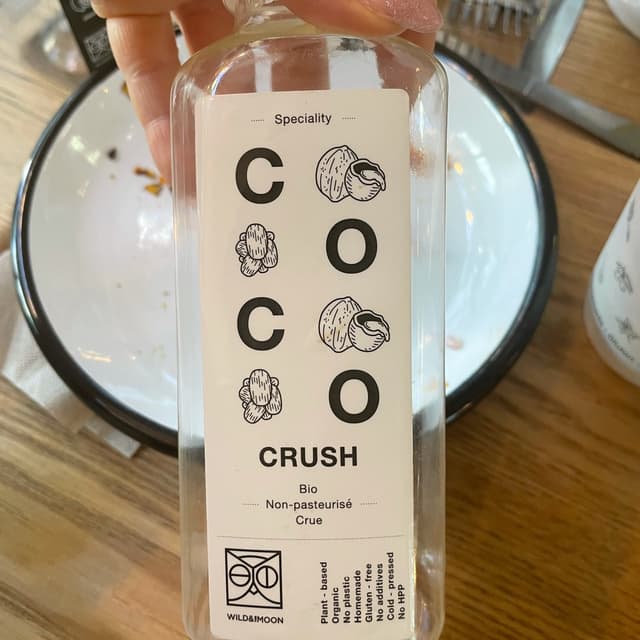 Speciality
C
O
C
O
CRUSH
Bio
Non-pasteurisé
Crue
WILD&THEMOON
Plant - based
Organic
No plastic
Homemade
Gluten - free
No additives
Cold - pressed
No HPP